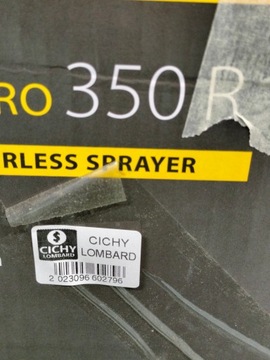 RO 350 R
RLESS SPRAYER
$
CICHY
LOMBARD
CICHY
LOMBARD
2 023096 602796